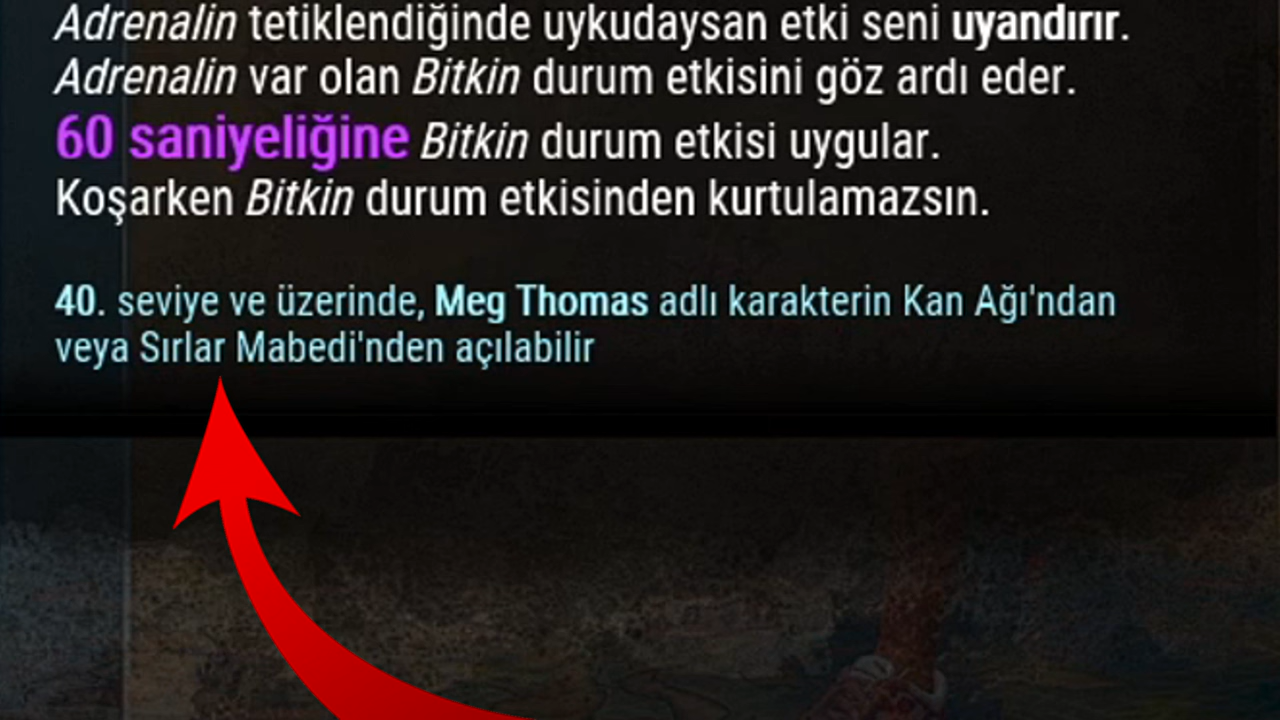 Adrenalin tetiklendiğinde uykudaysan etki seni uyandırır.
Adrenalin var olan Bitkin durum etkisini göz ardı eder.
60 saniyeliğine Bitkin durum etkisi uygular.
Koşarken Bitkin durum etkisinden kurtulamazsın.
40. seviye ve üzerinde, Meg Thomas adlı karakterin Kan Ağı'ndan
veya Sırlar Mabedi'nden açılabilir